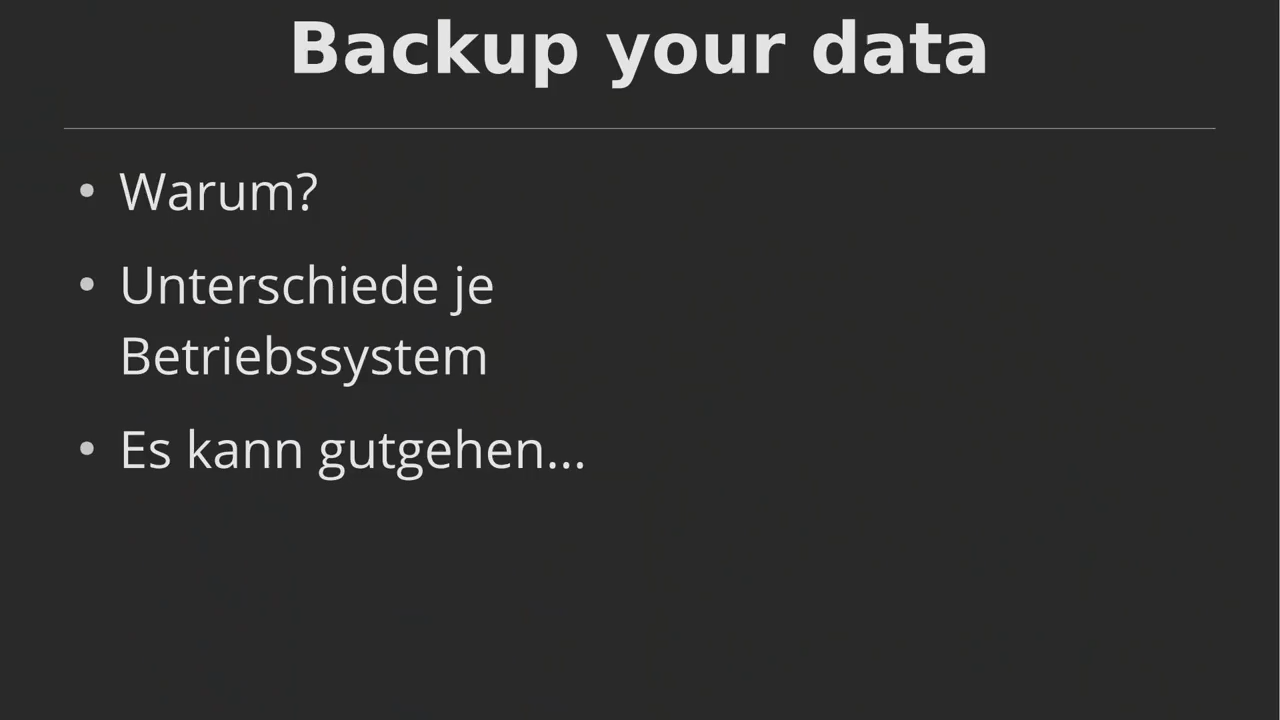 Backup your data
• Warum?
• Unterschiede je
Betriebssystem
• Es kann gutgehen...